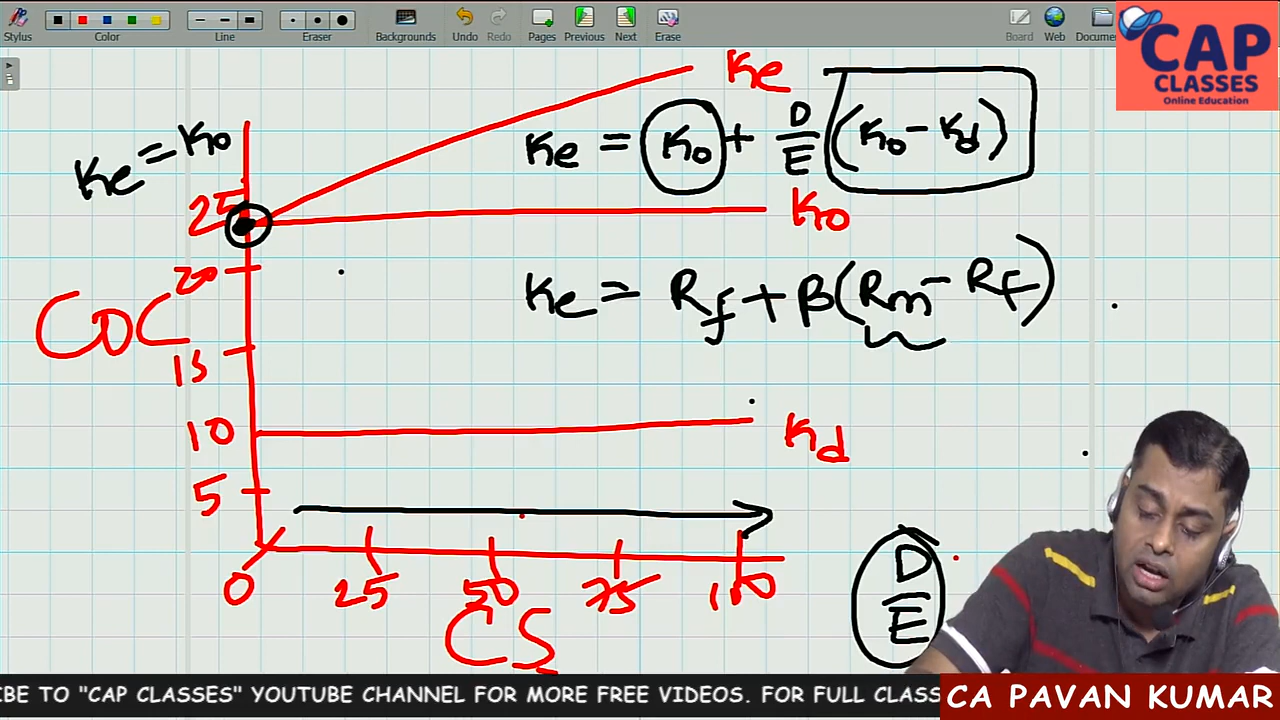 Stylus
Color
Line
Eraser
Backgrounds
Undo
Redo
Pages
Previous
Next
Erase
Board
Web
CAP
CLASSES
Online Education
Ke
Ke = Ko
Ke = Ko + D/E (Ko - Kd)
25
Ko
20
Ke = Rf + β(Rm - Rf)
COC
15
10
Kd
5
0 25 50 75 100
D/E
CS
IBE TO "CAP CLASSES" YOUTUBE CHANNEL FOR MORE FREE VIDEOS. FOR FULL CLASS
CA PAVAN KUMAR